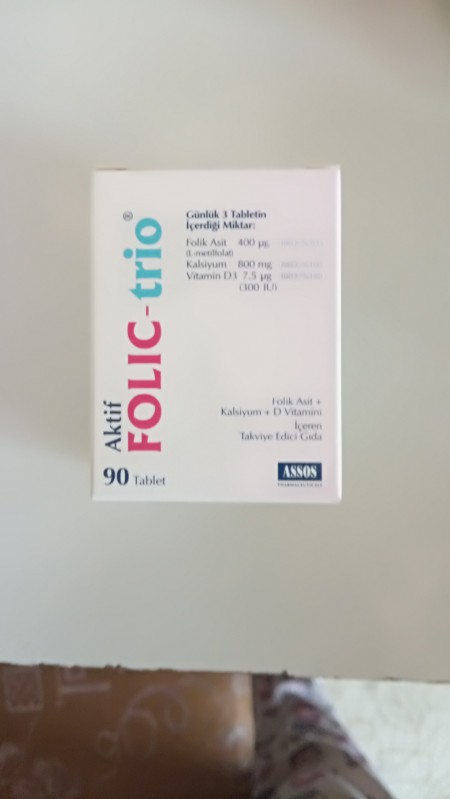 Aktif
FOLIC-trio®
90 Tablet
Günlük 3 Tabletin
İçerdiği Miktar:
Folik Asit 400 µg
(L-metilfolat)
Kalsiyum 800 mg
Vitamin D3 7.5 µg
(300 IU)
Folik Asit +
Kalsiyum + D Vitamini
İçeren
Takviye Edici Gıda
ASSOS
PHARMACEUTICALS